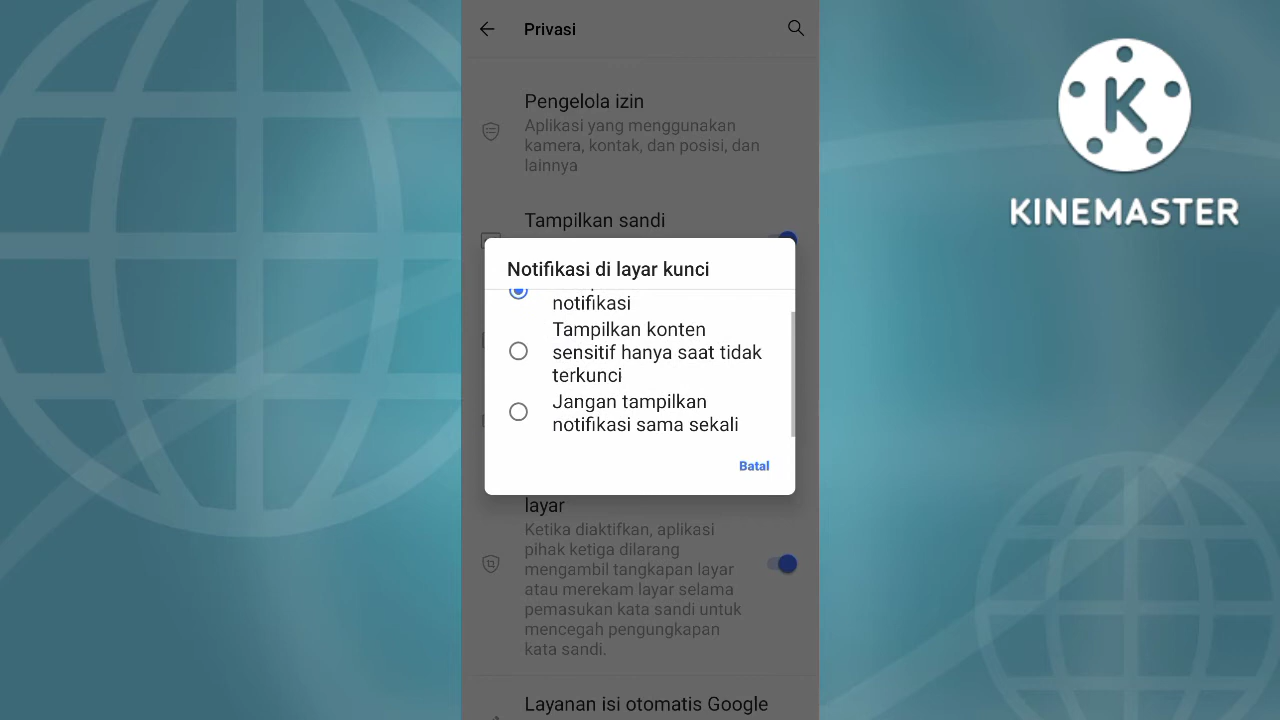 Privasi
KINEMASTER
Pengelola izin
Aplikasi yang menggunakan
kamera, kontak, dan posisi, dan
lainnya
Tampilkan sandi
Notifikasi di layar kunci
notifikasi
Tampilkan konten
sensitif hanya saat tidak
terkunci
Jangan tampilkan
notifikasi sama sekali
Batal
layar
Ketika diaktifkan, aplikasi
pihak ketiga dilarang
mengambil tangkapan layar
atau merekam layar selama
pemasukan kata sandi untuk
mencegah pengungkapan
kata sandi.
Layanan isi otomatis Google